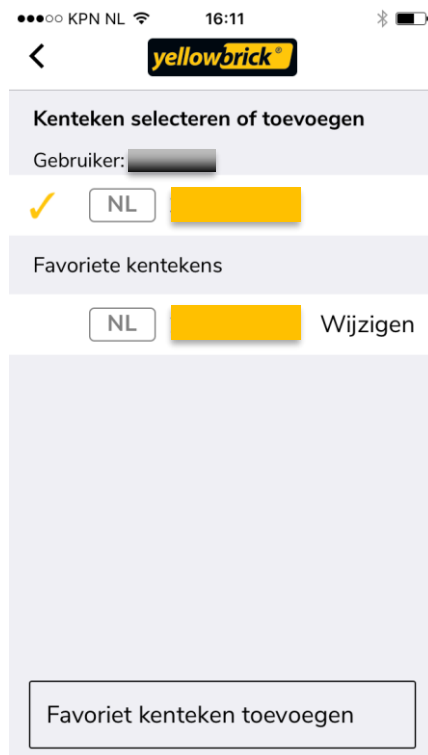 KPN NL 16:11
yellowbrick®
Kenteken selecteren of toevoegen
Gebruiker:
NL
Favoriete kentekens
NL Wijzigen
Favoriet kenteken toevoegen